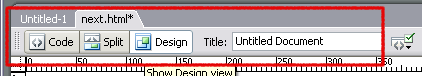 Untitled-1 next.html*
Code Split Design Title: Untitled Document
50 100 150 200 250 300 350
Show Design view